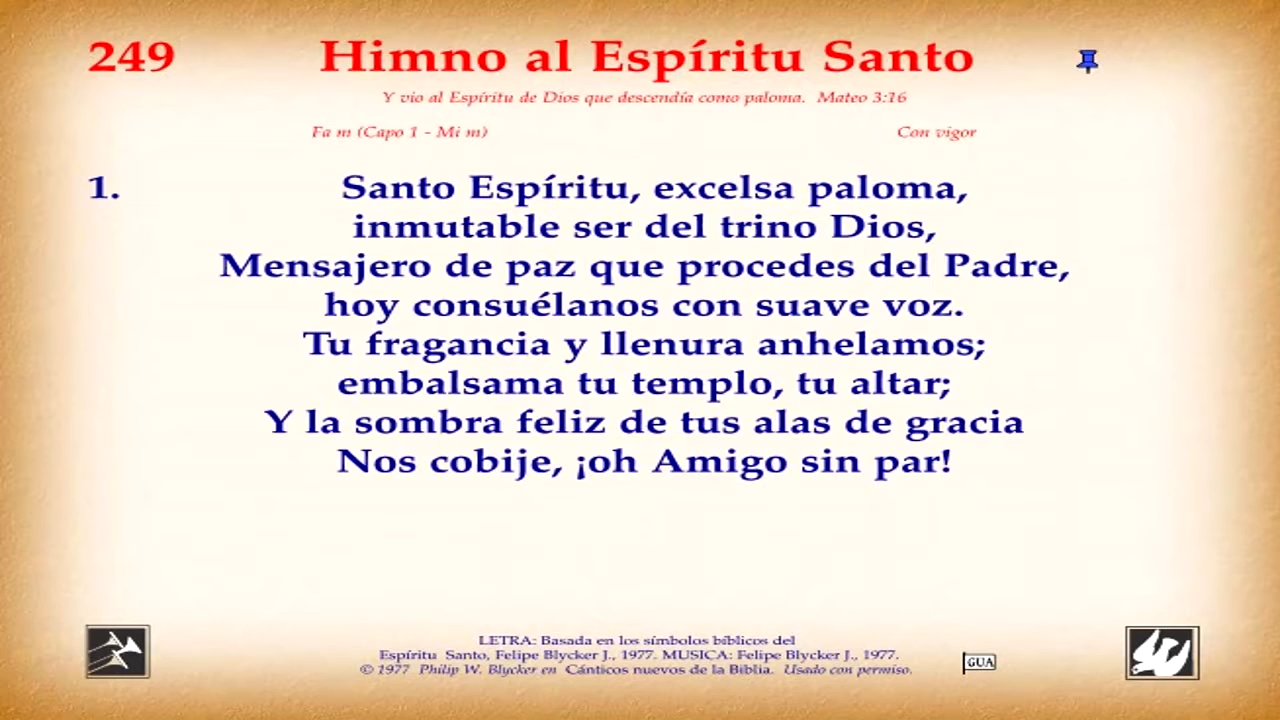 249 Himno al Espíritu Santo
Y vio al Espíritu de Dios que descendía como paloma. Mateo 3:16
Fa m (Capo 1 - Mi m) Con vigor
1. Santo Espíritu, excelsa paloma,
inmutable ser del trino Dios,
Mensajero de paz que procedes del Padre,
hoy consuélanos con suave voz.
Tu fragancia y llenura anhelamos;
embalsama tu templo, tu altar;
Y la sombra feliz de tus alas de gracia
Nos cobije, ¡oh Amigo sin par!
LETRA: Basada en los símbolos bíblicos del
Espíritu Santo, Felipe Blycker J., 1977. MUSICA: Felipe Blycker J., 1977.
© 1977 Philip W. Blycker en Cánticos nuevos de la Biblia. Usado con permiso.
GUA